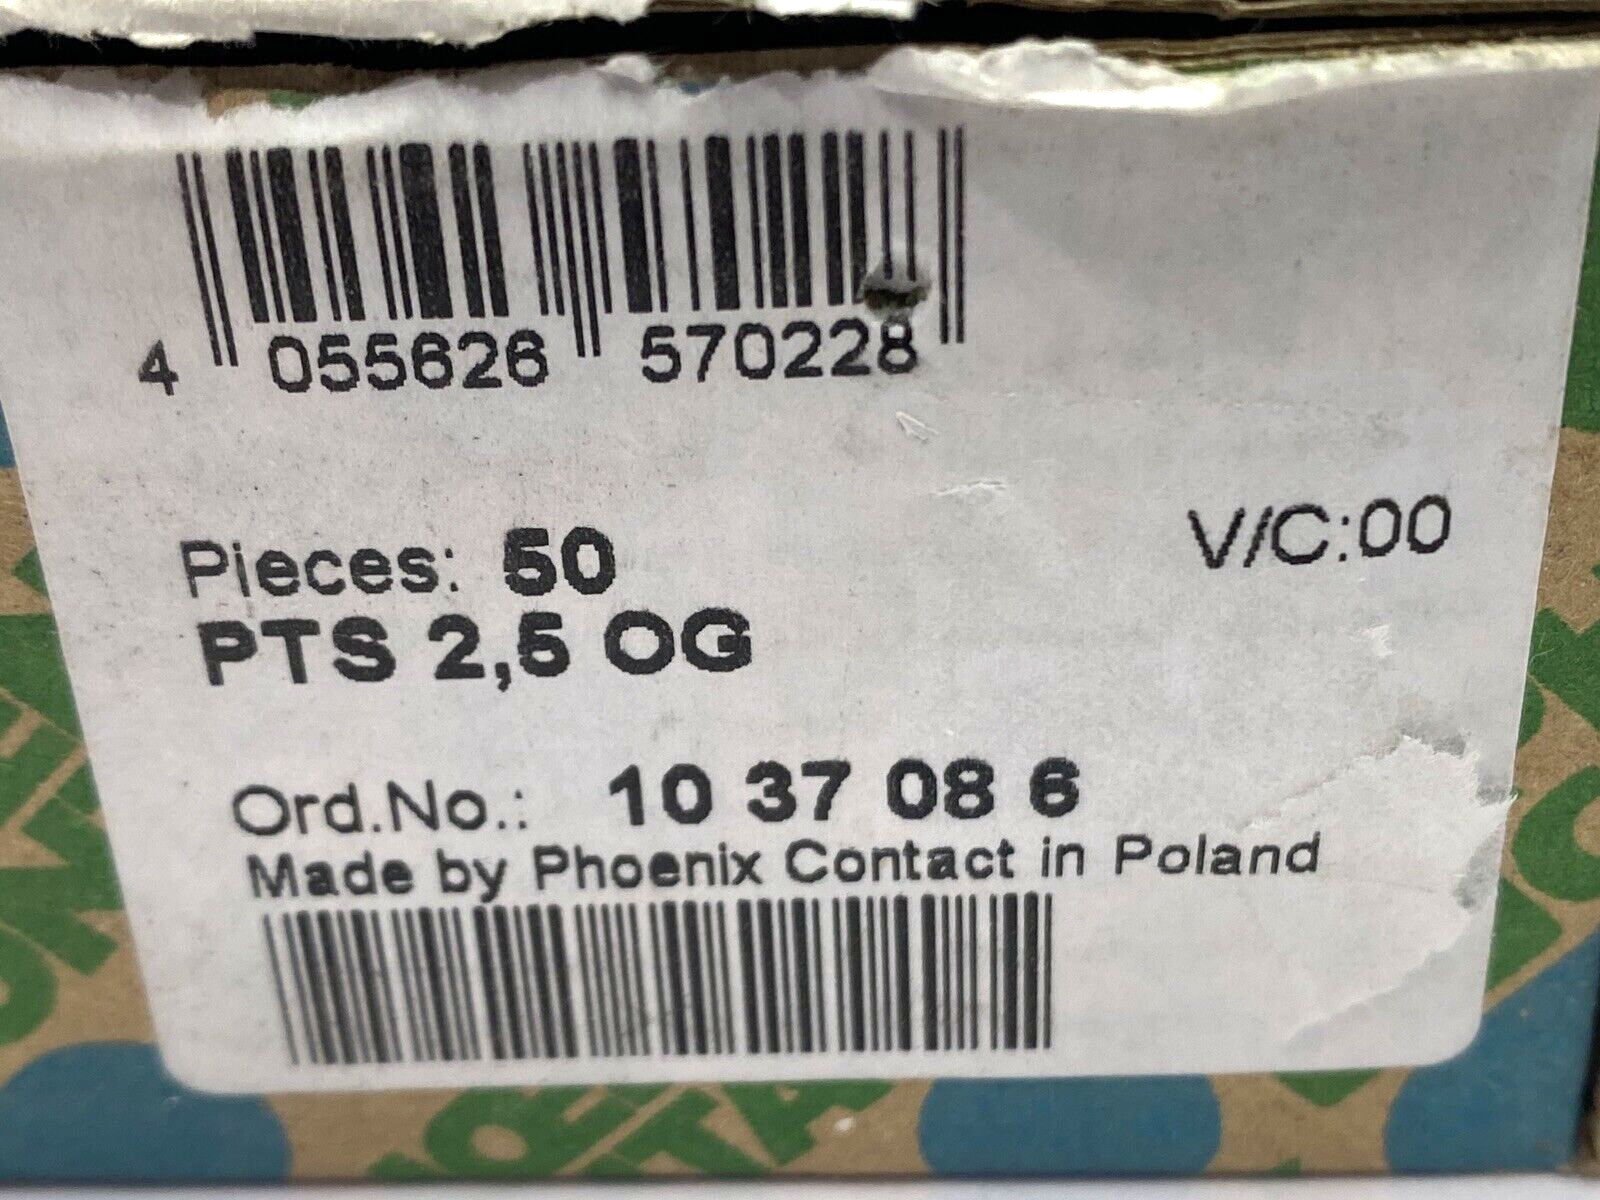 4 055626 570228
Pieces: 50
V/C:00
PTS 2,5 OG
Ord.No.: 10 37 08 6
Made by Phoenix Contact in Poland